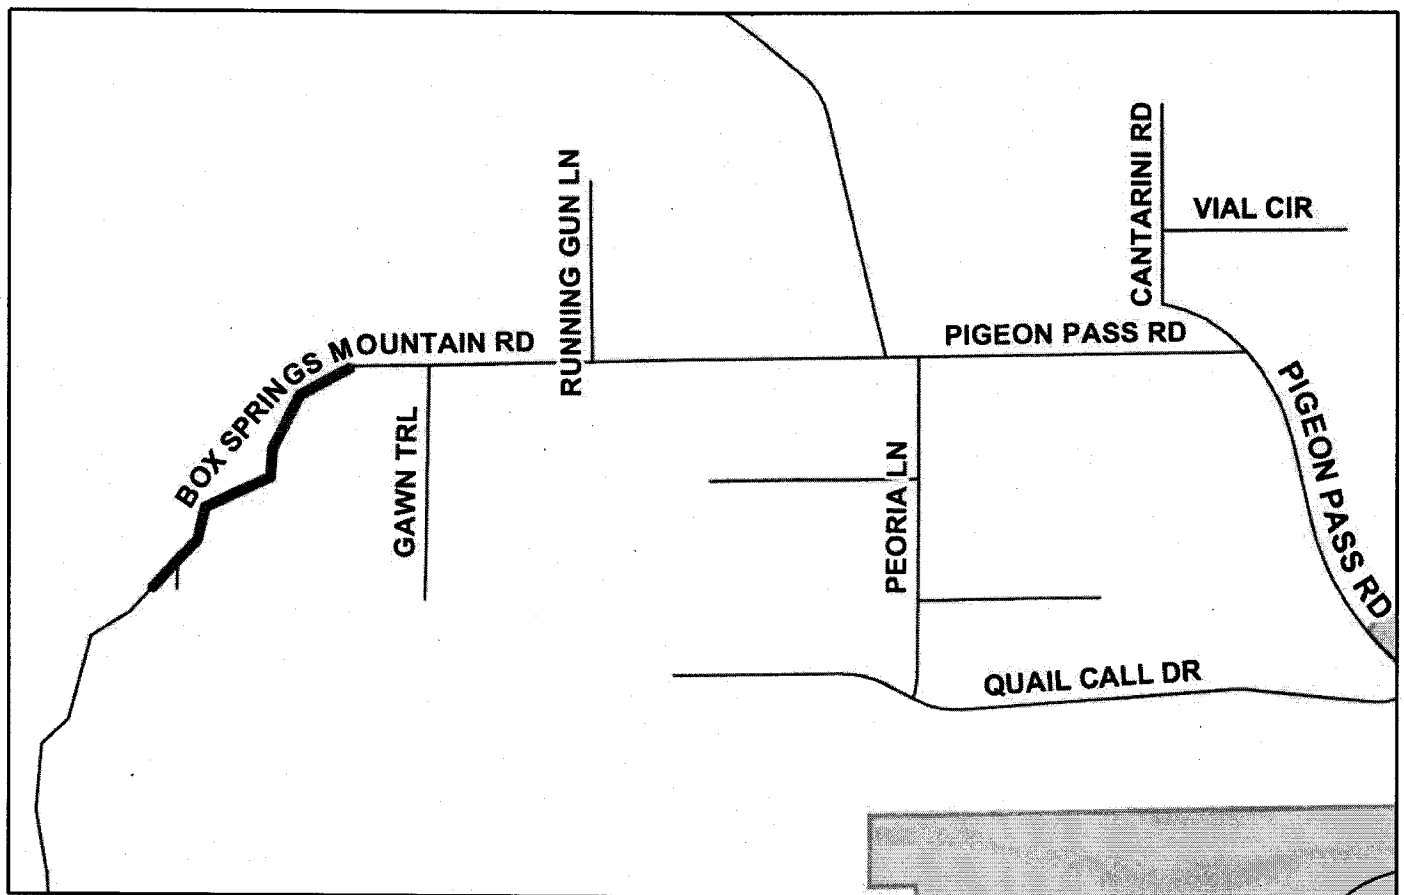 CANTARINI RD
VIAL CIR
RUNNING GUN LN
BOX SPRINGS MOUNTAIN RD
PIGEON PASS RD
PIGEON PASS RD
GAWN TRL
PEORIA LN
QUAIL CALL DR